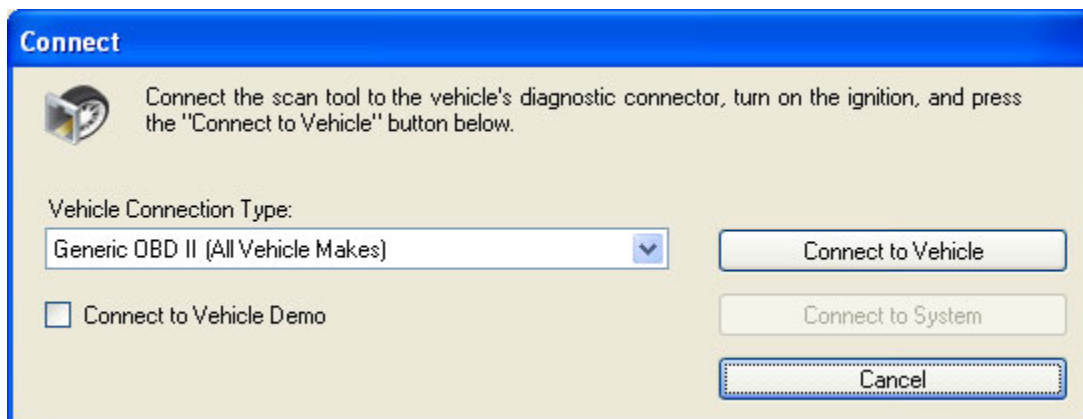 Connect
Connect the scan tool to the vehicle's diagnostic connector, turn on the ignition, and press
the "Connect to Vehicle" button below.
Vehicle Connection Type:
Generic OBD II (All Vehicle Makes)
Connect to Vehicle
Connect to Vehicle Demo
Connect to System
Cancel